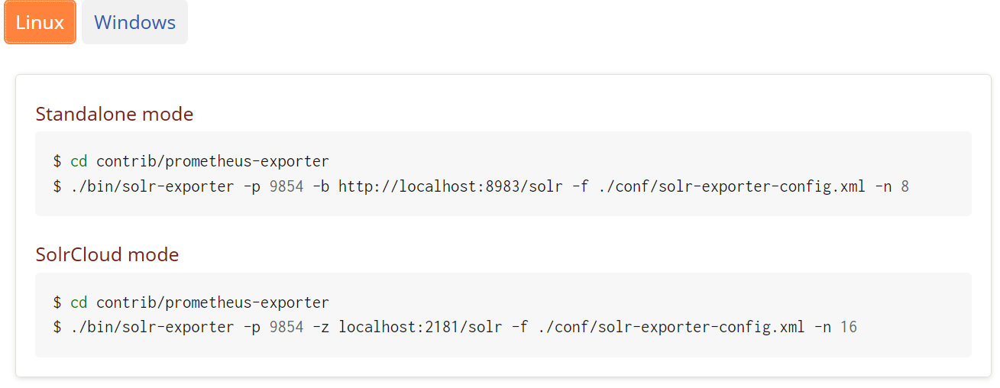 Linux Windows
Standalone mode
$ cd contrib/prometheus-exporter
$ ./bin/solr-exporter -p 9854 -b http://localhost:8983/solr -f ./conf/solr-exporter-config.xml -n 8
SolrCloud mode
$ cd contrib/prometheus-exporter
$ ./bin/solr-exporter -p 9854 -z localhost:2181/solr -f ./conf/solr-exporter-config.xml -n 16